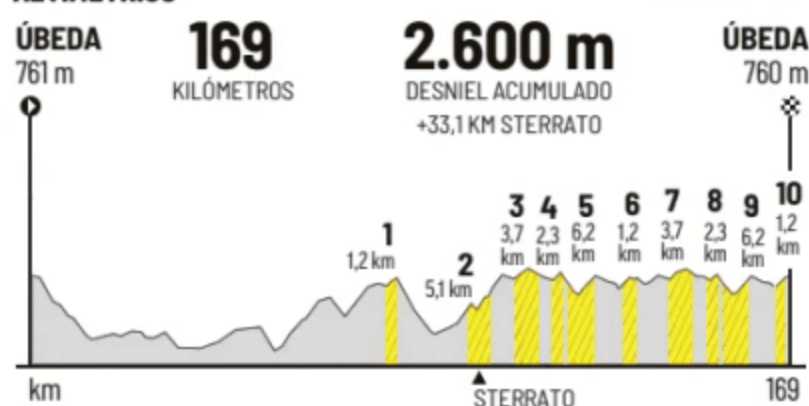 ÚBEDA
761 m
169
KILÓMETROS
2.600 m
DESNIEL ACUMULADO
+33,1 KM STERRATO
ÚBEDA
760 m
1
1,2 km
2
5,1 km
3
3,7 km
4
2,3 km
5
6,2 km
6
1,2 km
7
3,7 km
8
2,3 km
9
6,2 km
10
1,2 km
km
STERRATO
169